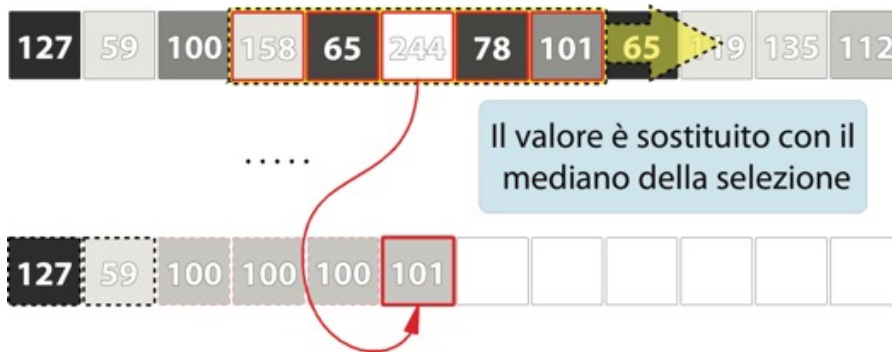 127 59 100 158 65 244 78 101 65 119 135 112
Il valore è sostituito con il
mediano della selezione
.....
127 59 100 100 100 101